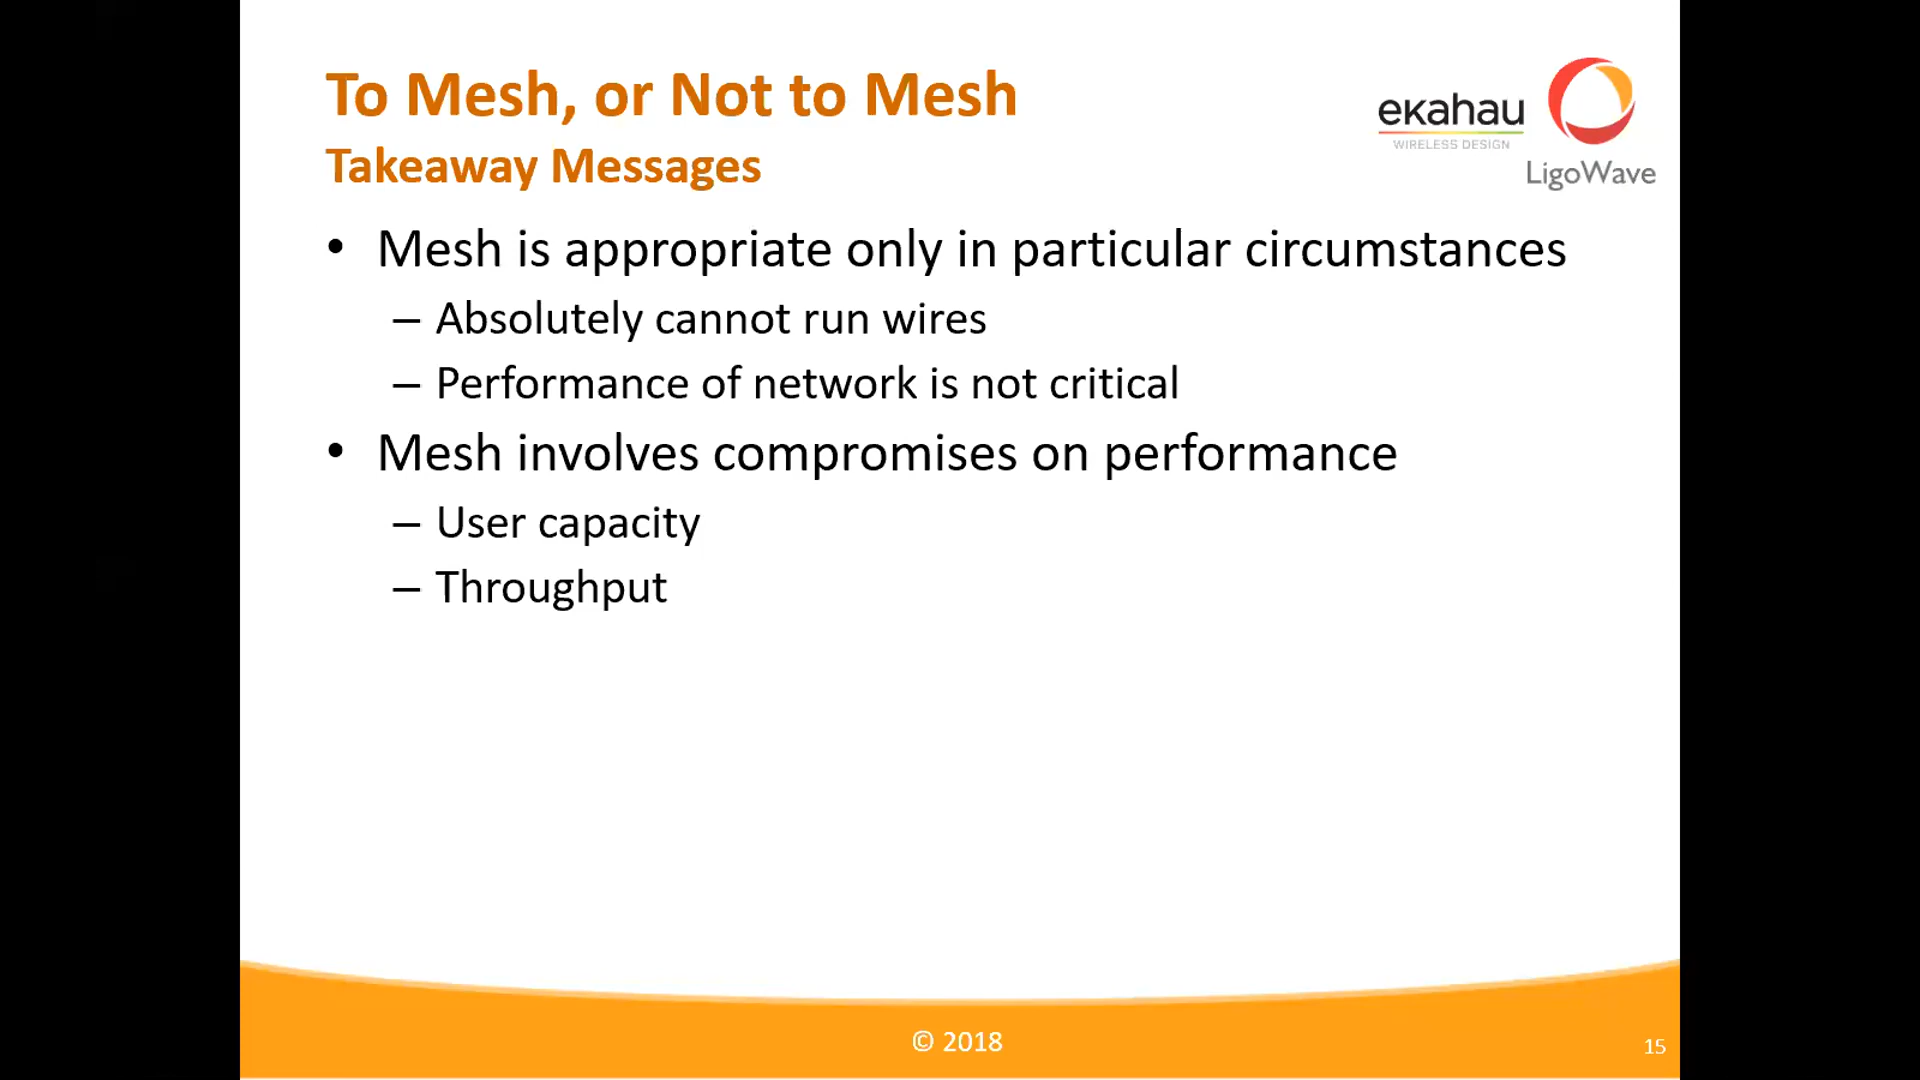 To Mesh, or Not to Mesh
Takeaway Messages
ekahau
WIRELESS DESIGN
LigoWave
• Mesh is appropriate only in particular circumstances
– Absolutely cannot run wires
– Performance of network is not critical
• Mesh involves compromises on performance
– User capacity
– Throughput
© 2018
15